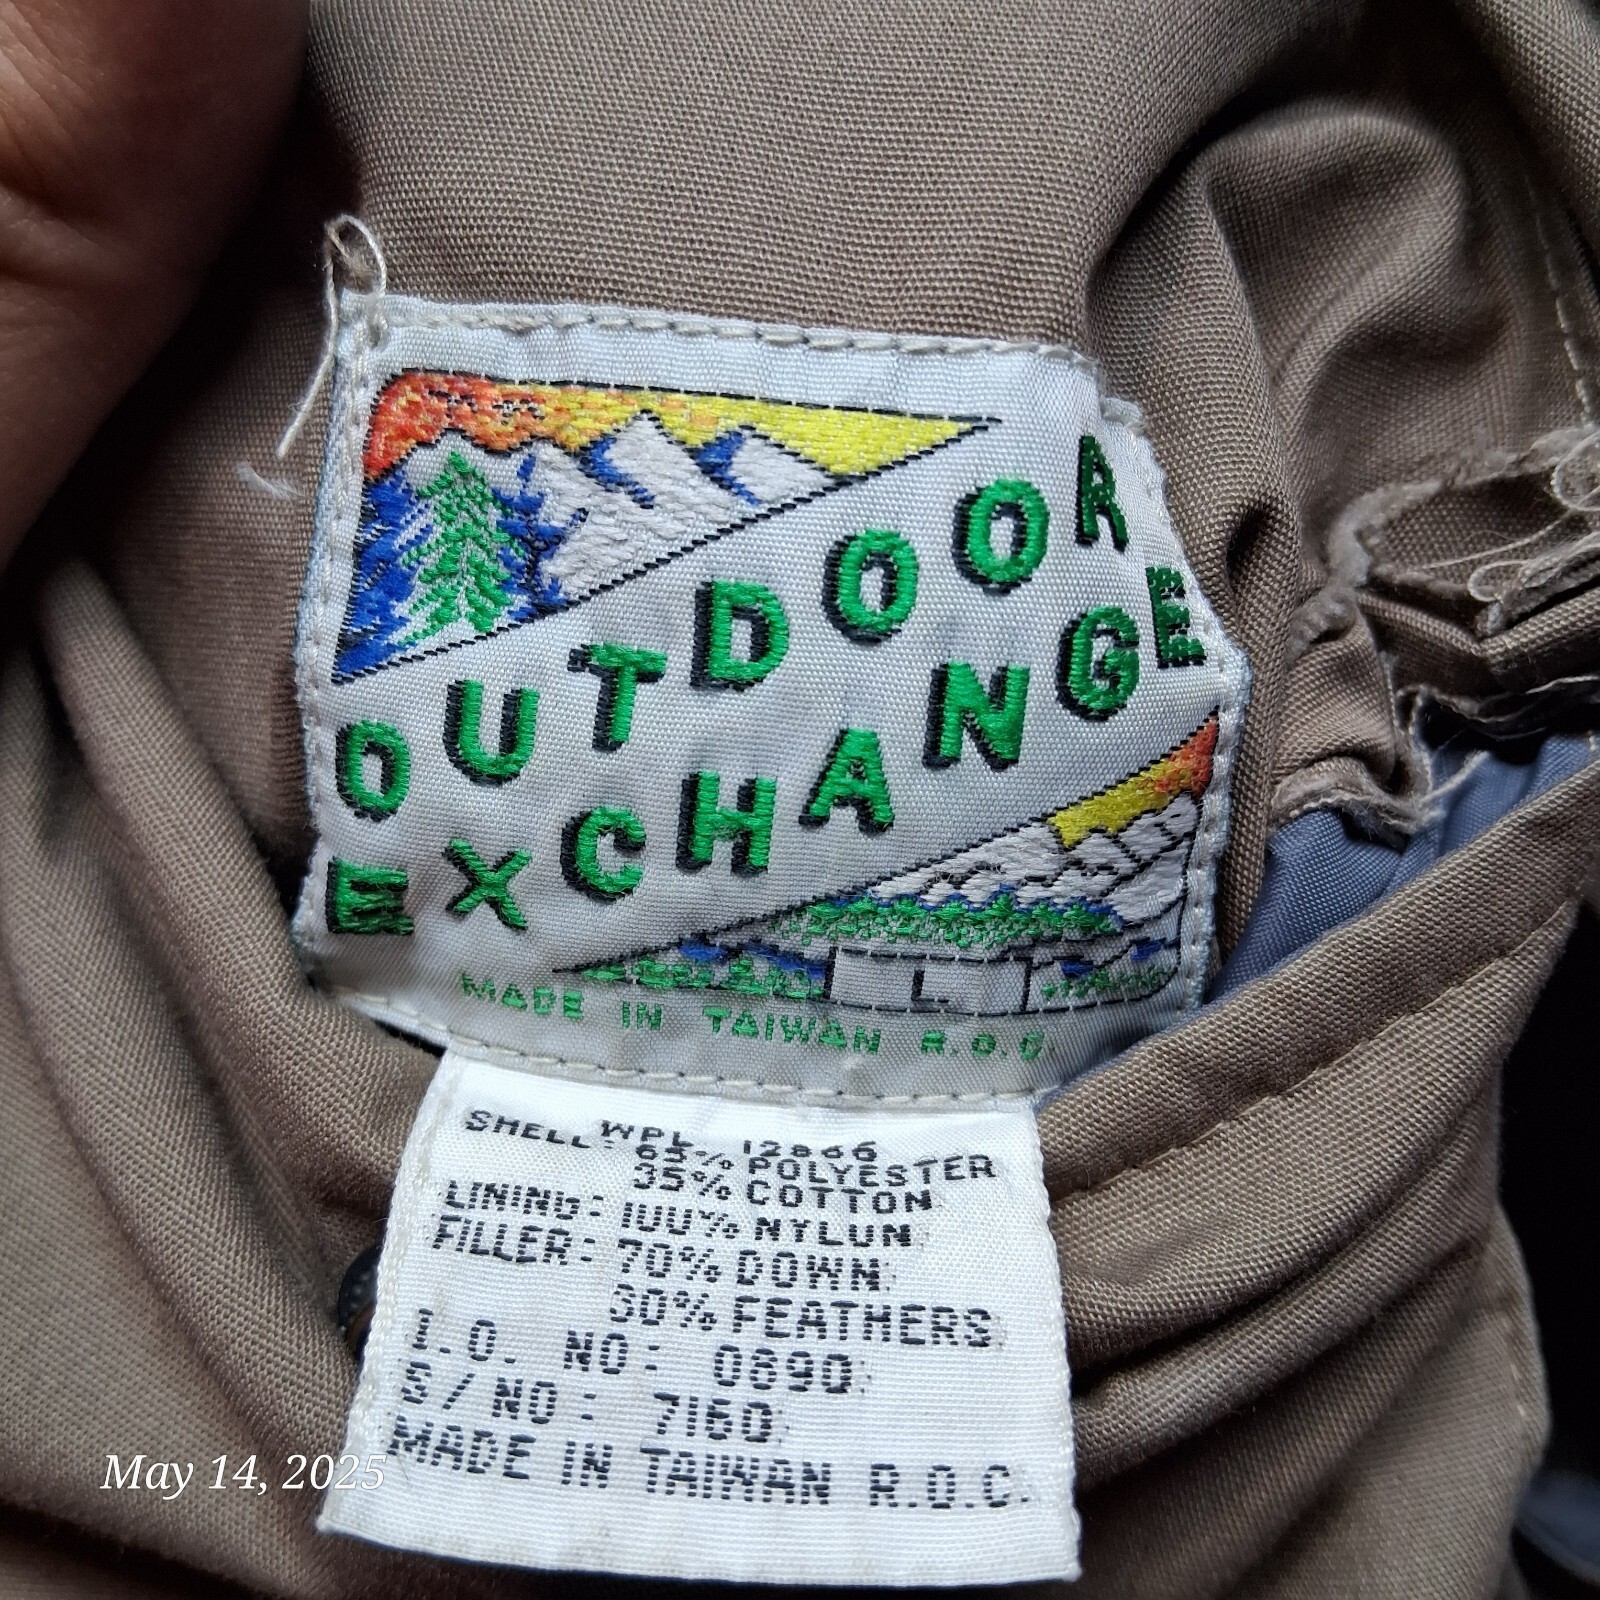 OUTDOOR
EXCHANGE
L
MADE IN TAIWAN R.O.C.
WPL 12866
SHELL: 65% POLYESTER
35% COTTON
LINING: 100% NYLON
FILLER: 70% DOWN
30% FEATHERS
I.O. NO: 0690
S/NO: 7160
MADE IN TAIWAN R.O.C.
May 14, 2025